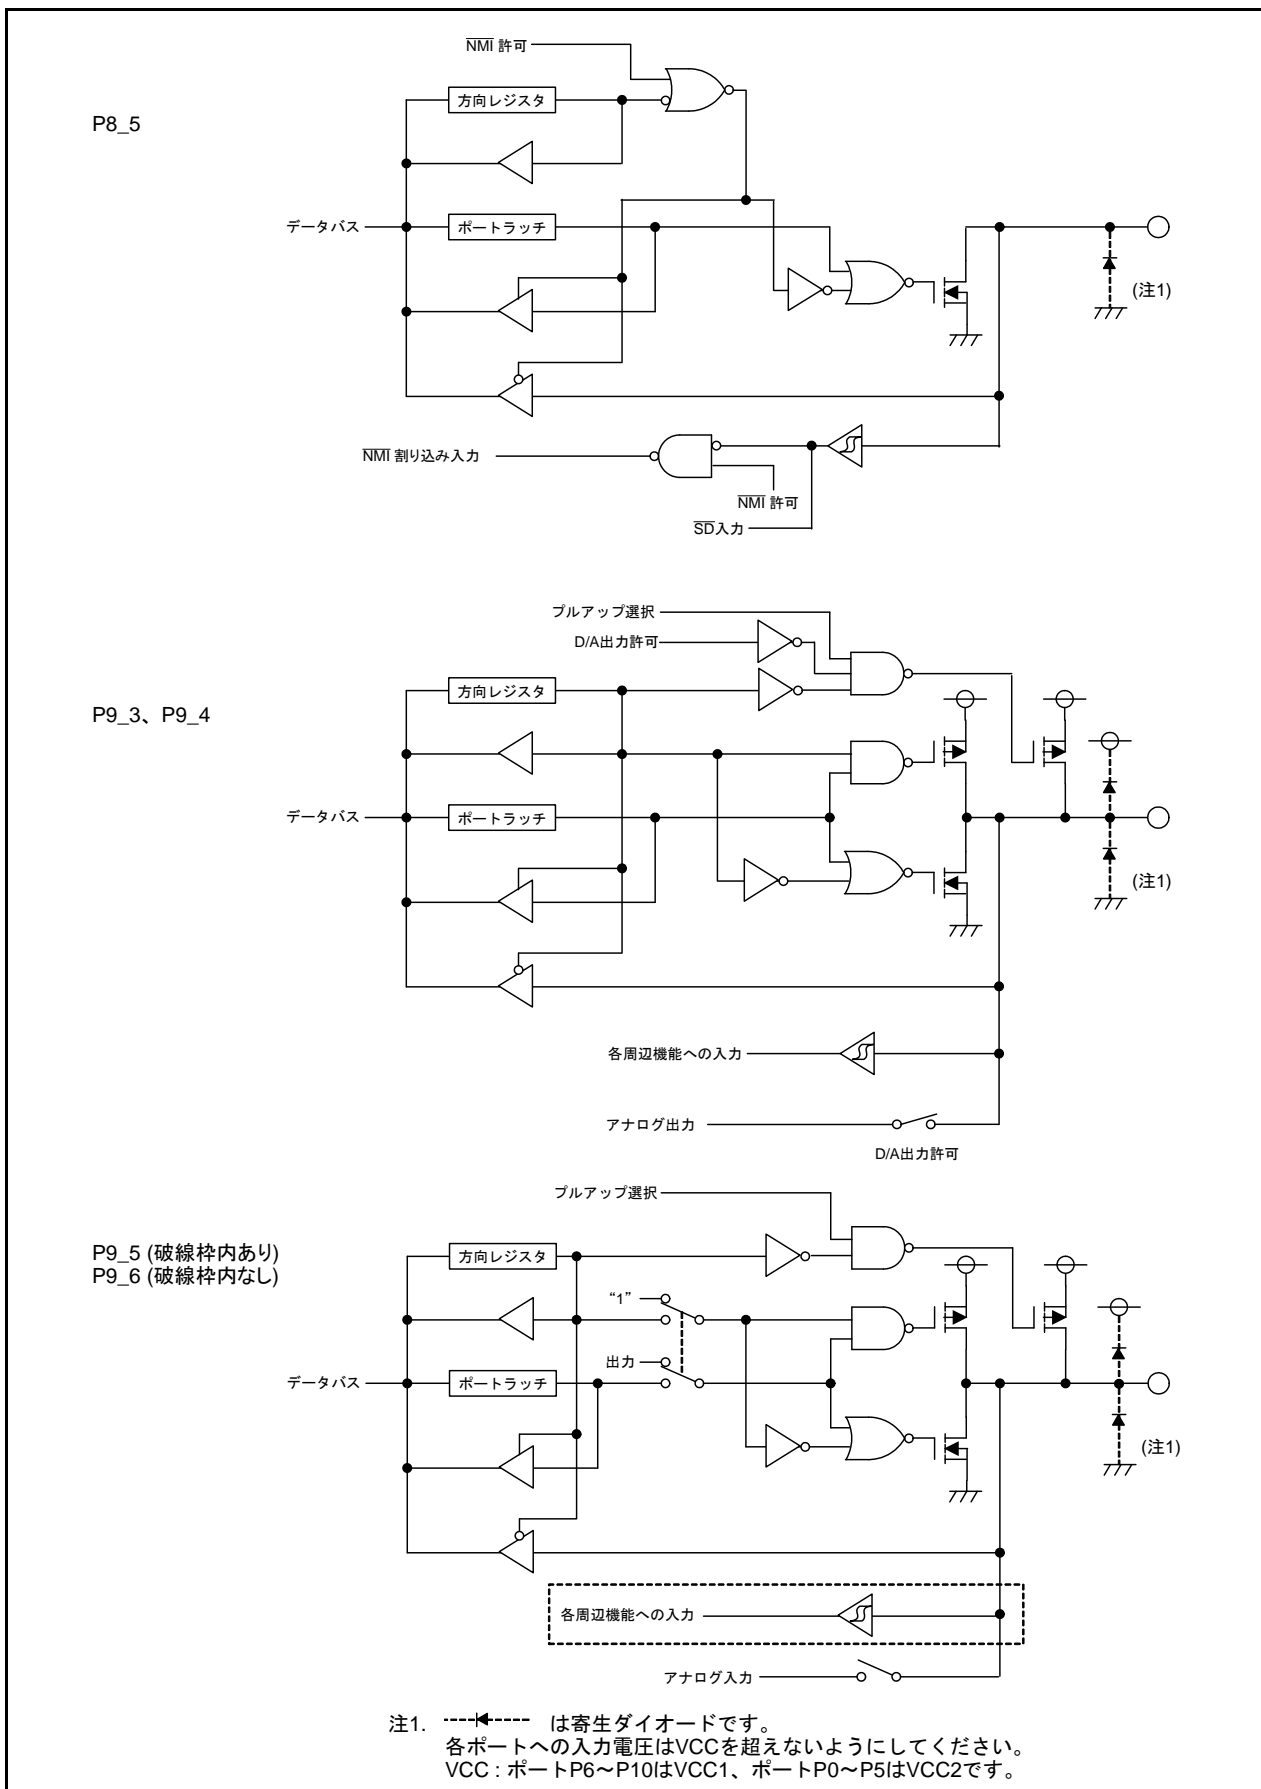 NMI 許可
方向レジスタ
P8_5
データバス
ポートラッチ
(注1)
NMI 割り込み入力
NMI 許可
SD入力
プルアップ選択
D/A出力許可
方向レジスタ
P9_3、P9_4
データバス
ポートラッチ
(注1)
各周辺機能への入力
アナログ出力
D/A出力許可
プルアップ選択
P9_5 (破線枠内あり)
方向レジスタ
P9_6 (破線枠内なし)
“1”
出力
データバス
ポートラッチ
(注1)
各周辺機能への入力
アナログ入力
注1. は寄生ダイオードです。
各ポートへの入力電圧はVCCを超えないようにしてください。
VCC : ポートP6～P10はVCC1、ポートP0～P5はVCC2です。